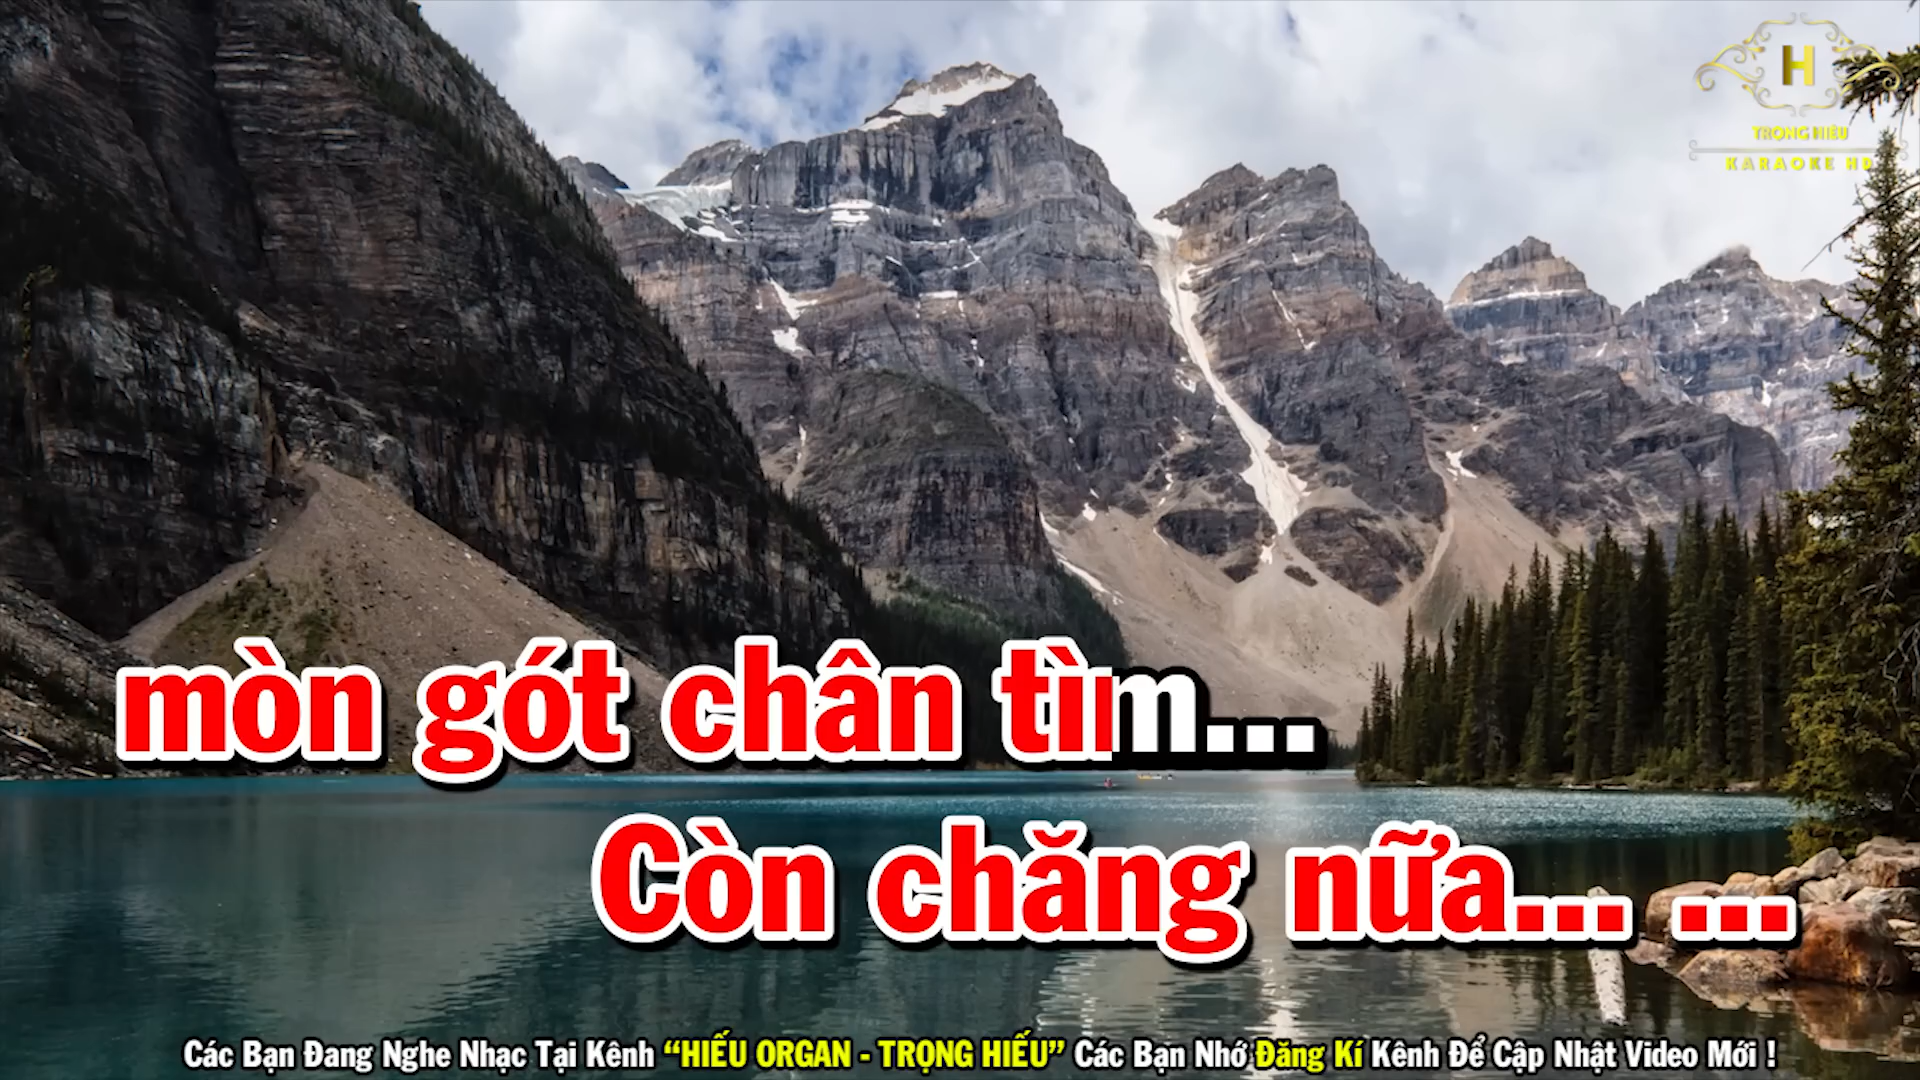 H
TRỌNG HIẾU
KARAOKE HD
mòn gót chân tìm...
Còn chăng nữa... ...
Các Bạn Đang Nghe Nhạc Tại Kênh “HIẾU ORGAN - TRỌNG HIẾU” Các Bạn Nhớ Đăng Kí Kênh Để Cập Nhật Video Mới !